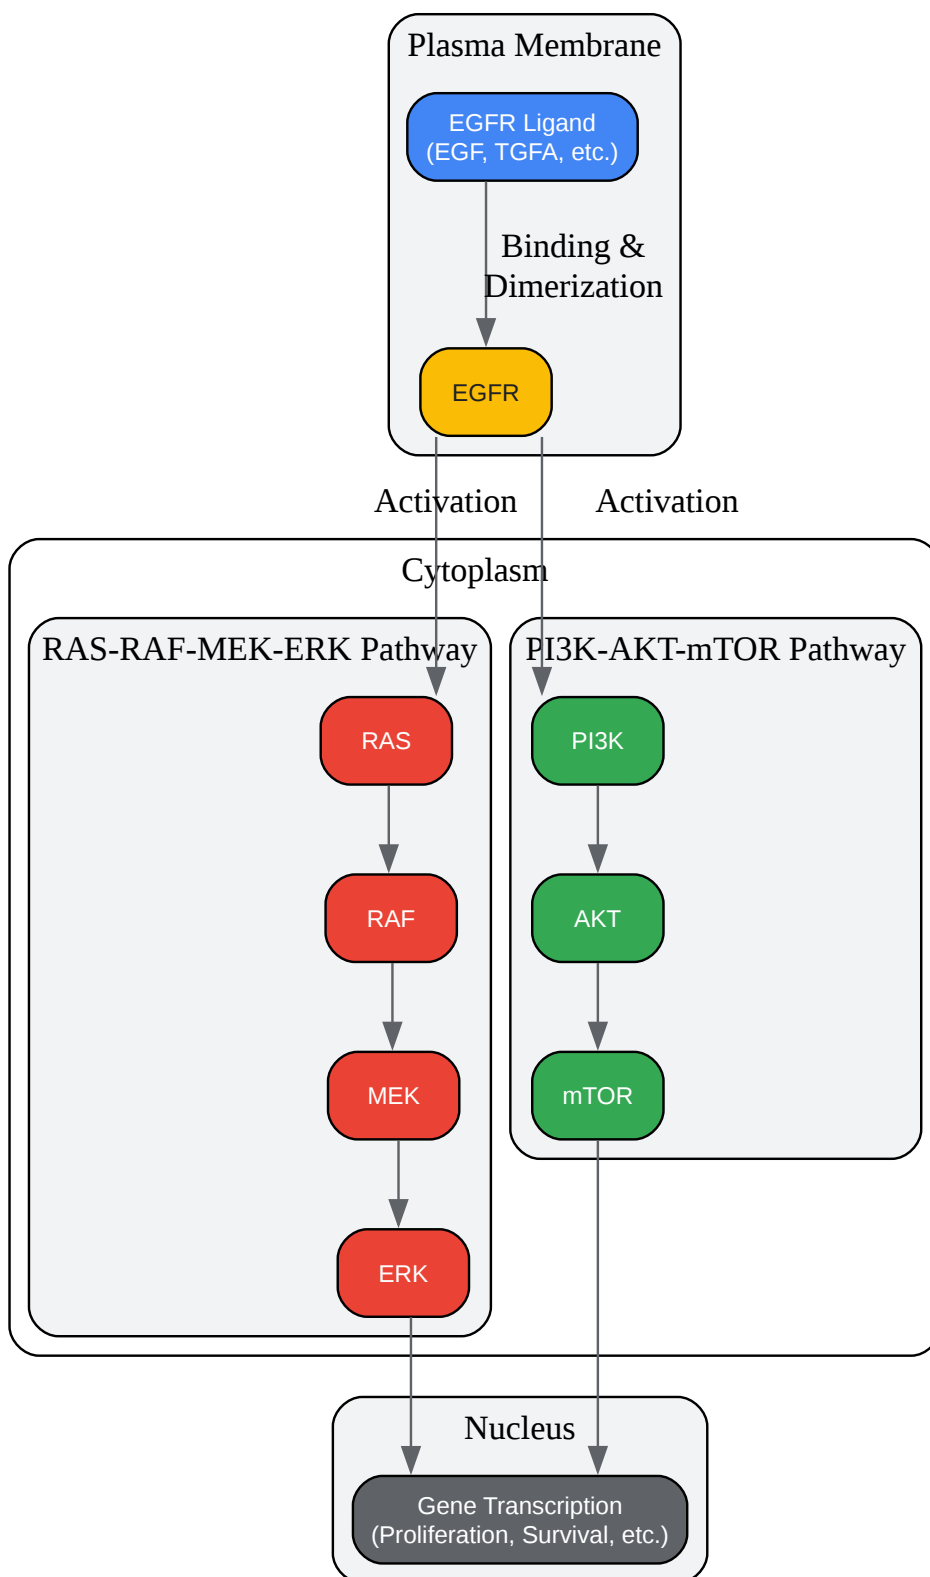 Plasma Membrane
EGFR Ligand
(EGF, TGFA, etc.)
Binding &
Dimerization
EGFR
Activation
Activation
Cytoplasm
RAS-RAF-MEK-ERK Pathway
PI3K-AKT-mTOR Pathway
RAS
PI3K
RAF
AKT
MEK
mTOR
ERK
Nucleus
Gene Transcription
(Proliferation, Survival, etc.)